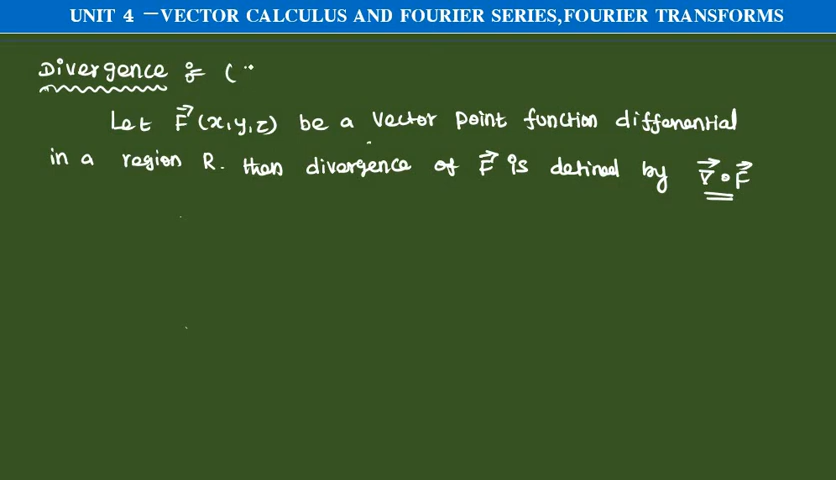 UNIT 4 —VECTOR CALCULUS AND FOURIER SERIES,FOURIER TRANSFORMS
Divergence :- (
Let F⃗ (x,y,z) be a vector point function differential
in a region R. then divergence of F⃗ is defined by ∇⃗ • F⃗